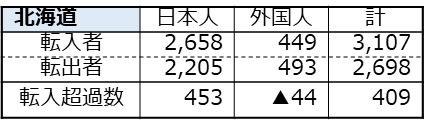 北海道 日本人 外国人 計
転入者 2,658 449 3,107
転出者 2,205 493 2,698
転入超過数 453 ▲44 409